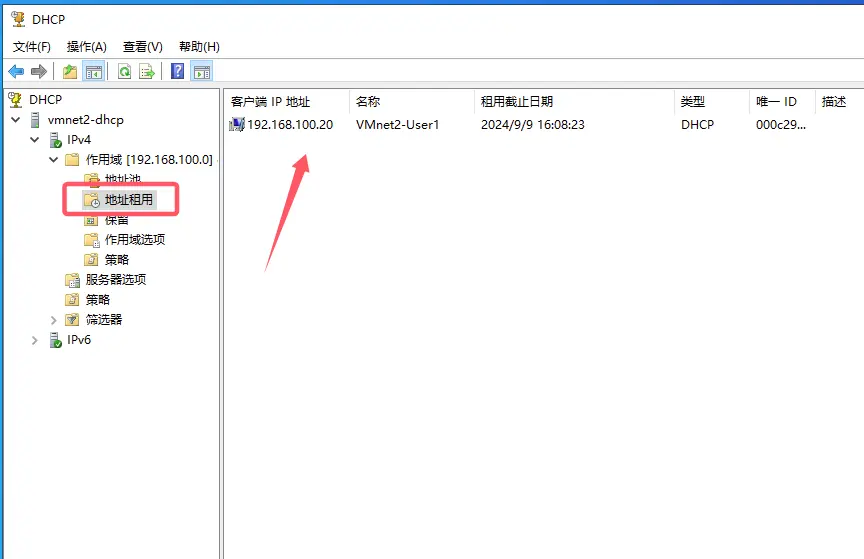 DHCP
文件(F) 操作(A) 查看(V) 帮助(H)
DHCP
vmnet2-dhcp
IPv4
作用域 [192.168.100.0]
地址池
地址租用
保留
作用域选项
策略
服务器选项
策略
筛选器
IPv6
客户端 IP 地址 名称 租用截止日期 类型 唯一 ID 描述
192.168.100.20 VMnet2-User1 2024/9/9 16:08:23 DHCP 000c29...